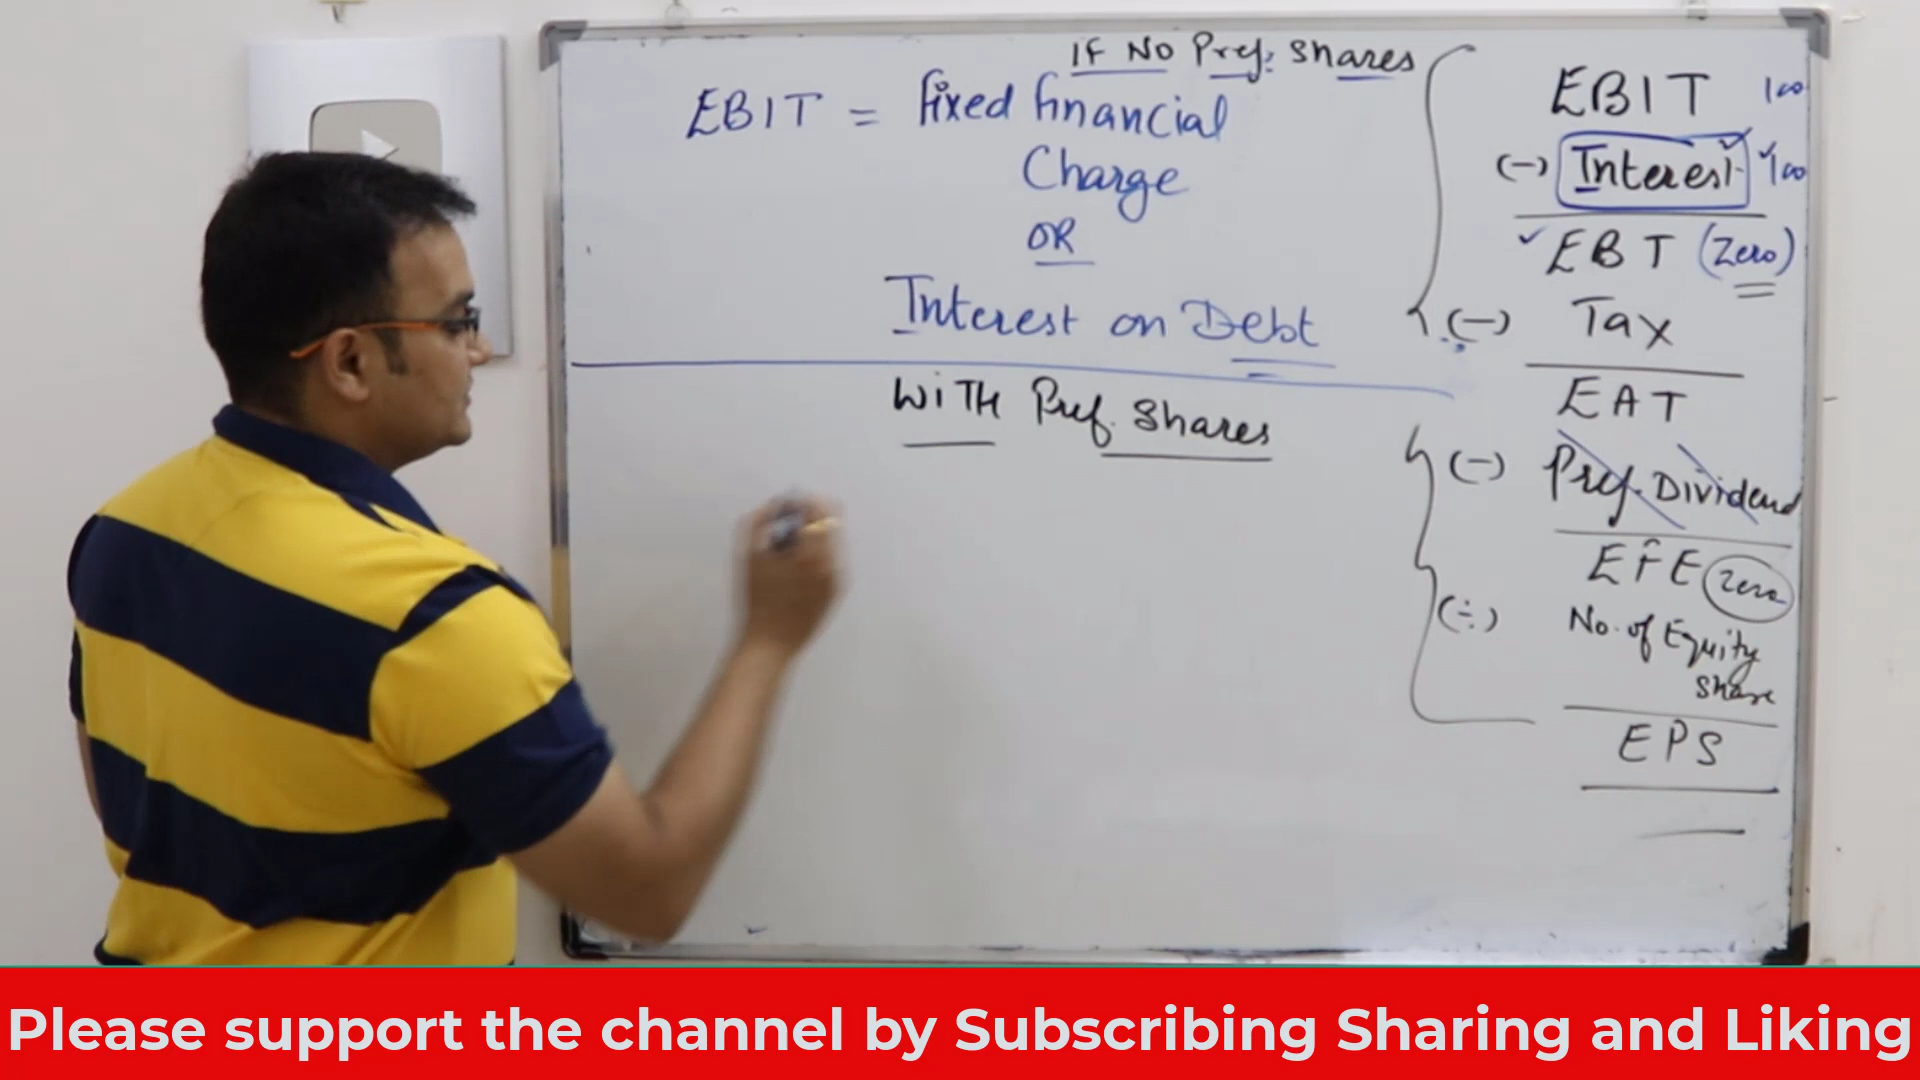 IF No Pref. Shares
EBIT = fixed financial
Charge
OR
Interest on Debt
WiTH Pref. Shares
EBIT 100
(-) Interest 100
EBT (Zero)
(-) Tax
EAT
(-) Pref. Dividend
EFE Zero
(÷) No. of Equity
Share
EPS
Please support the channel by Subscribing Sharing and Liking